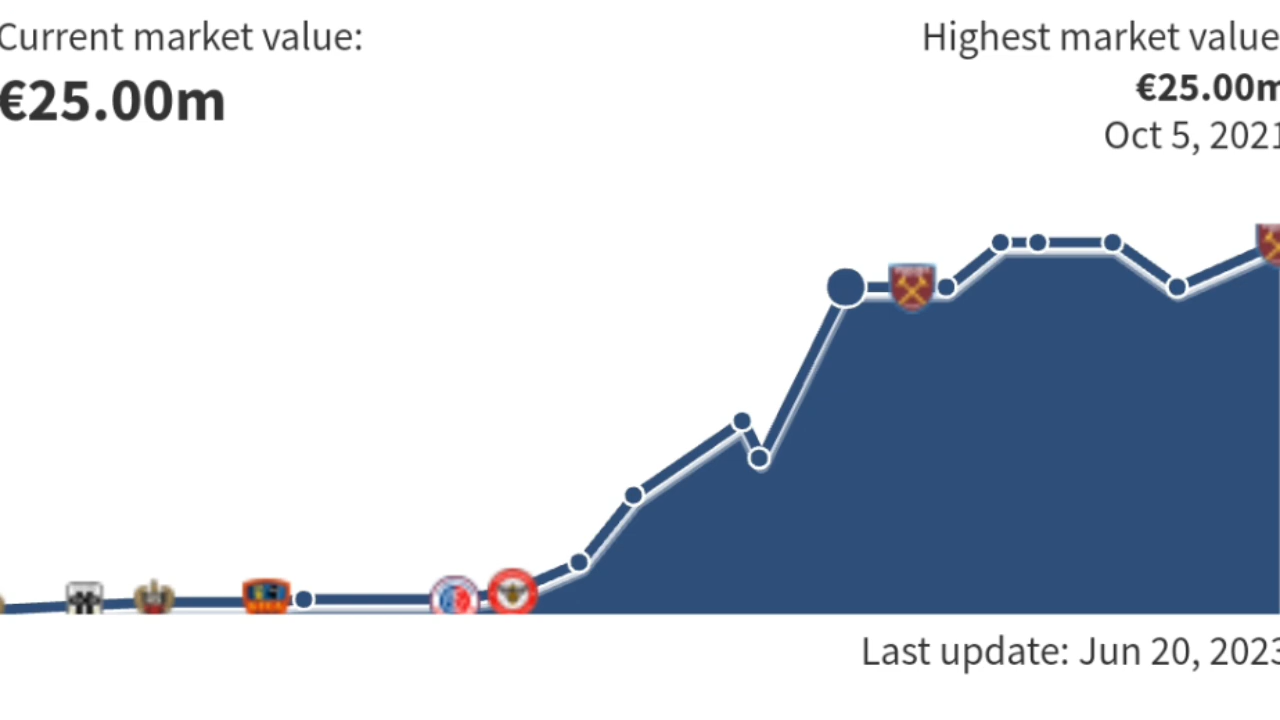 Current market value:
€25.00m
Highest market value
€25.00m
Oct 5, 2021
Last update: Jun 20, 2023